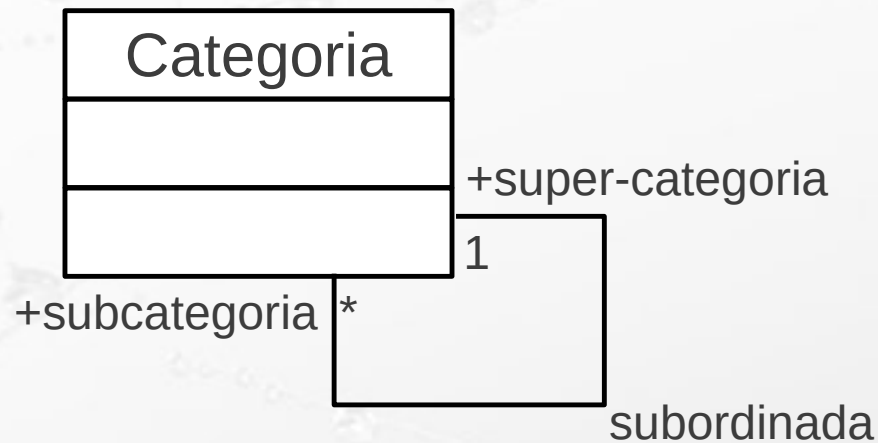 Categoria
+super-categoria
1
+subcategoria *
subordinada